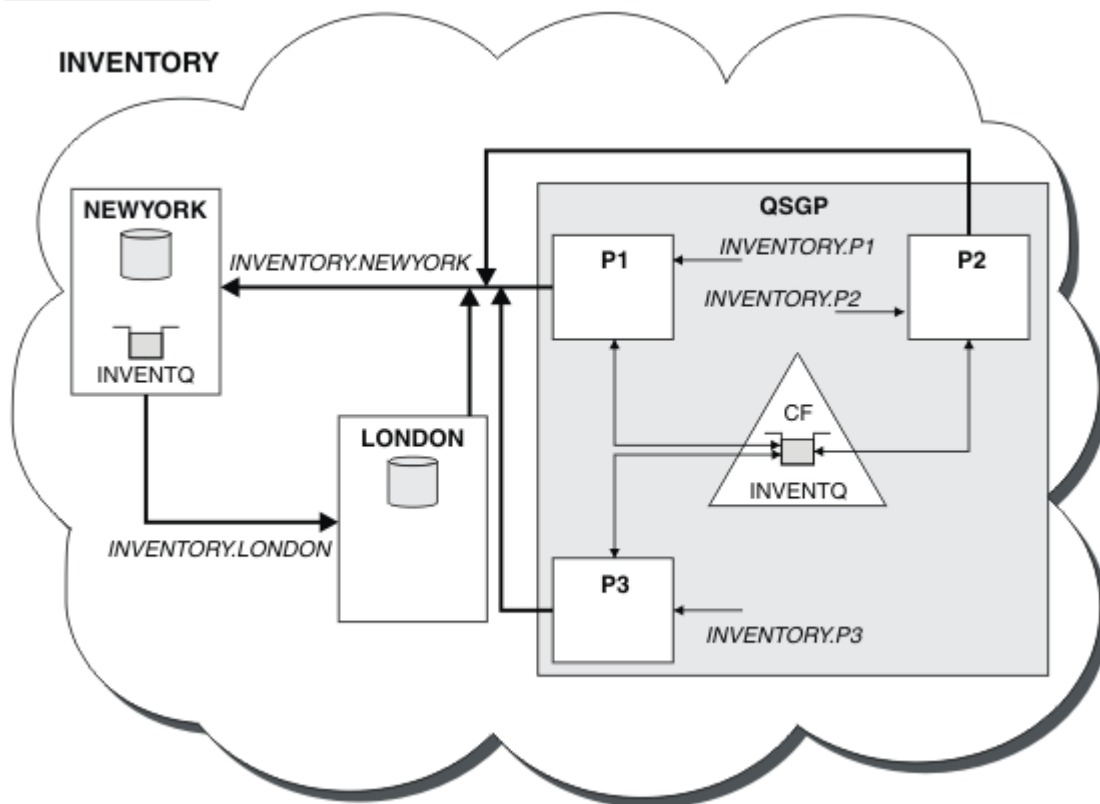 INVENTORY
NEWYORK
INVENTQ
INVENTORY.NEWYORK
INVENTORY.LONDON
LONDON
QSGP
P1
INVENTORY.P1
P2
INVENTORY.P2
CF
INVENTQ
P3
INVENTORY.P3